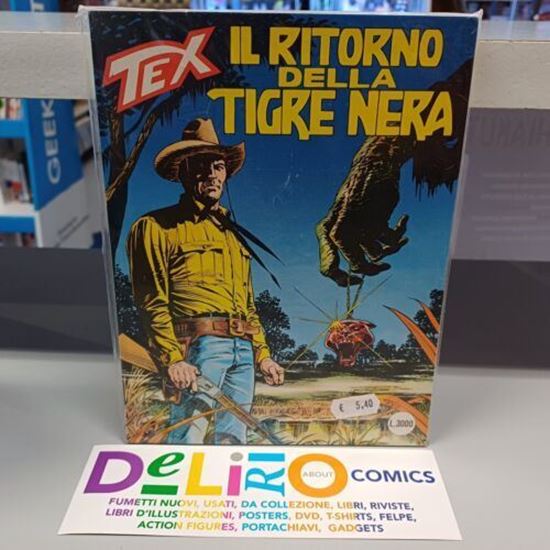 TEX
IL RITORNO
DELLA
TIGRE NERA
GEEK
€ 5,40
L.3000
DeLiRiO
ABOUT
COMICS
FUMETTI NUOVI, USATI, DA COLLEZIONE, LIBRI, RIVISTE,
LIBRI D'ILLUSTRAZIONI, POSTERS, DVD, T-SHIRTS, FELPE,
ACTION FIGURES, PORTACHIAVI, GADGETS